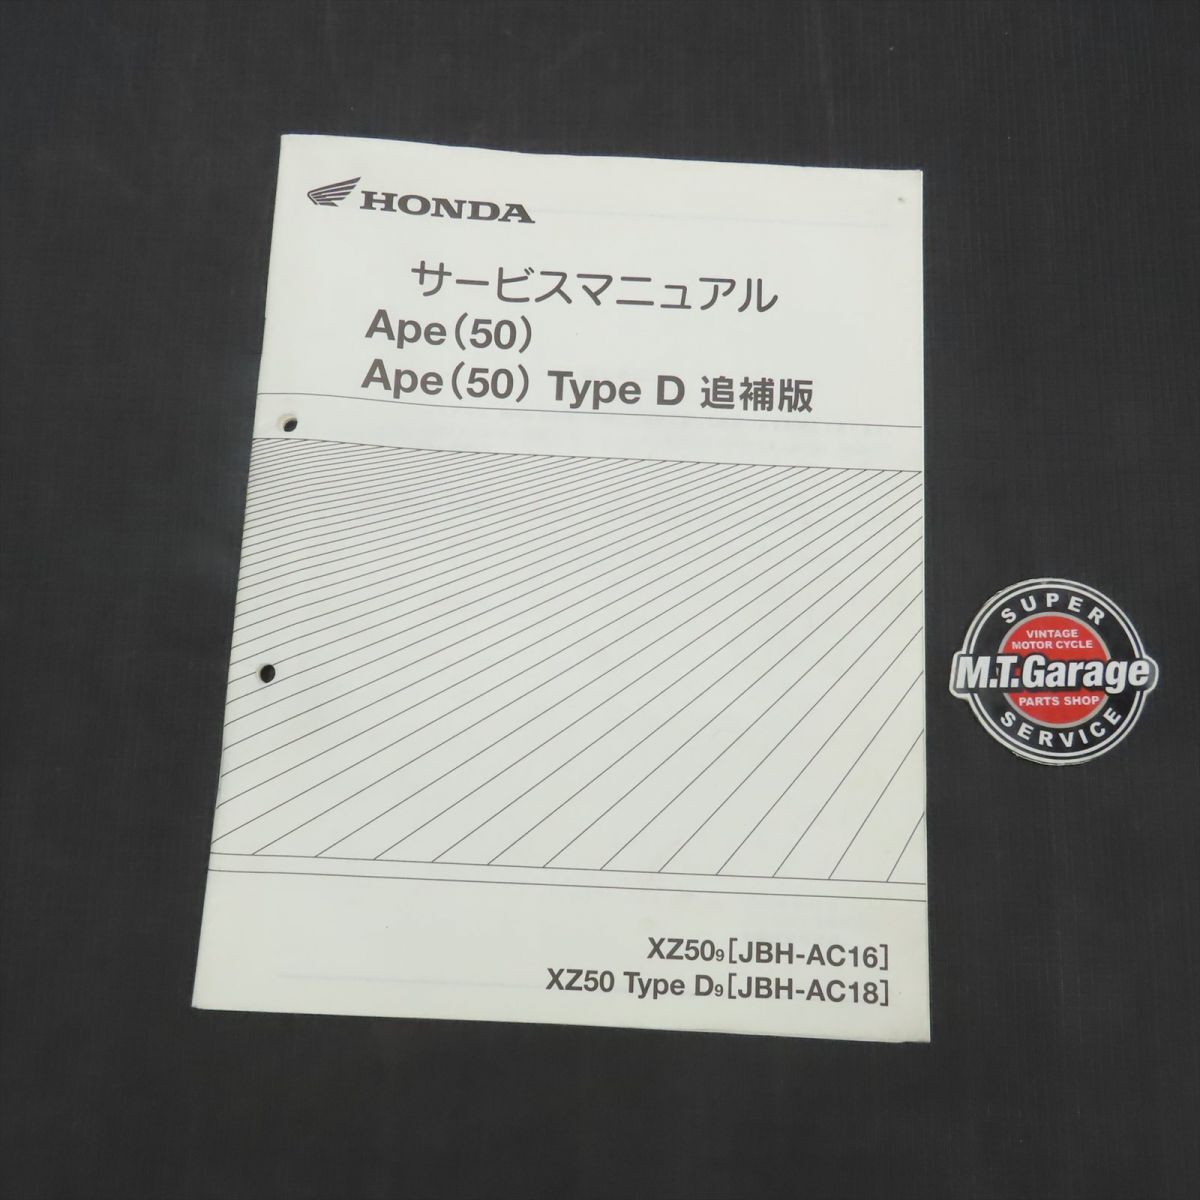 HONDA
サービスマニュアル
Ape(50)
Ape(50) Type D 追補版
XZ509[JBH-AC16]
XZ50 Type D9[JBH-AC18]
SUPER
VINTAGE
MOTOR CYCLE
M.T.Garage
PARTS SHOP
SERVICE